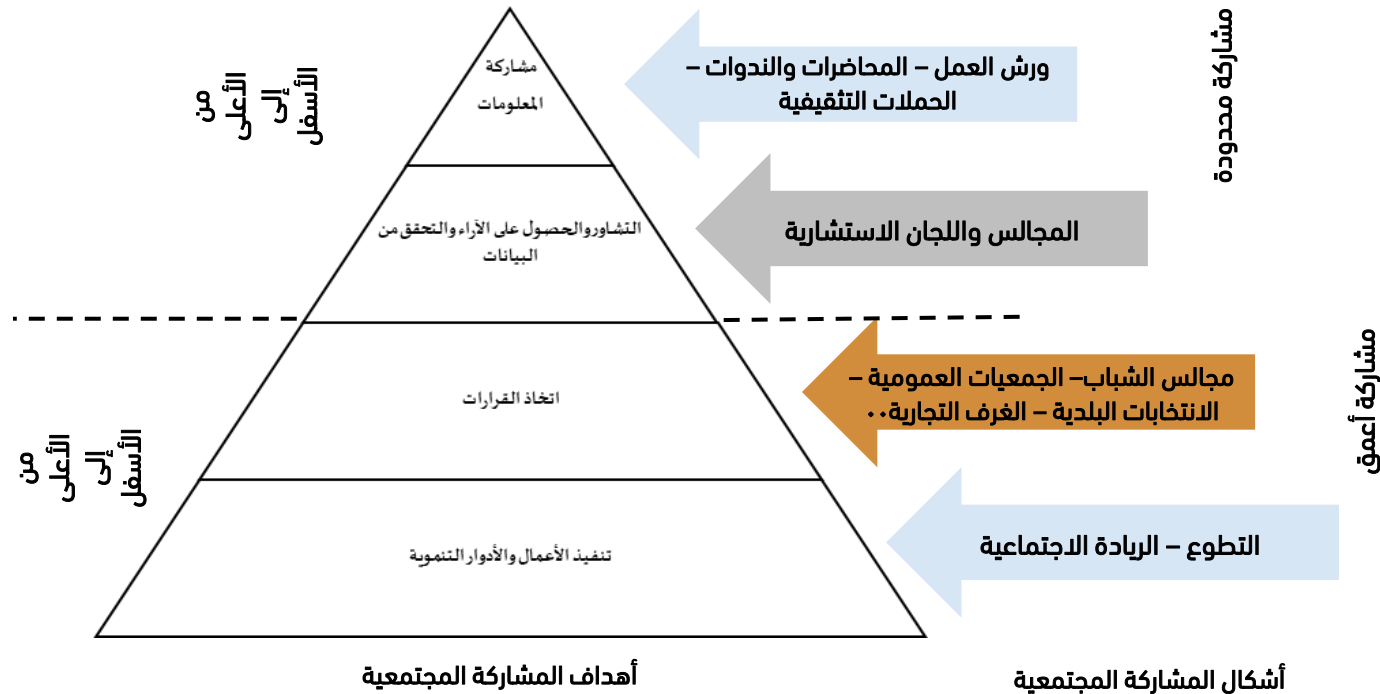 مشاركة محدودة
ورش العمل – المحاضرات والندوات –
الحملات التثقيفية
مشاركة
المعلومات
من
الأعلى
إلى
الأسفل
المجالس واللجان الاستشارية
التشاور والحصول على الآراء والتحقق من
البيانات
مشاركة أعمق
مجالس الشباب– الجمعيات العمومية –
الانتخابات البلدية – الغرف التجارية..
اتخاذ القرارات
من
الأعلى
إلى
الأسفل
التطوع – الريادة الاجتماعية
تنفيذ الأعمال والأدوار التنموية
أشكال المشاركة المجتمعية
أهداف المشاركة المجتمعية